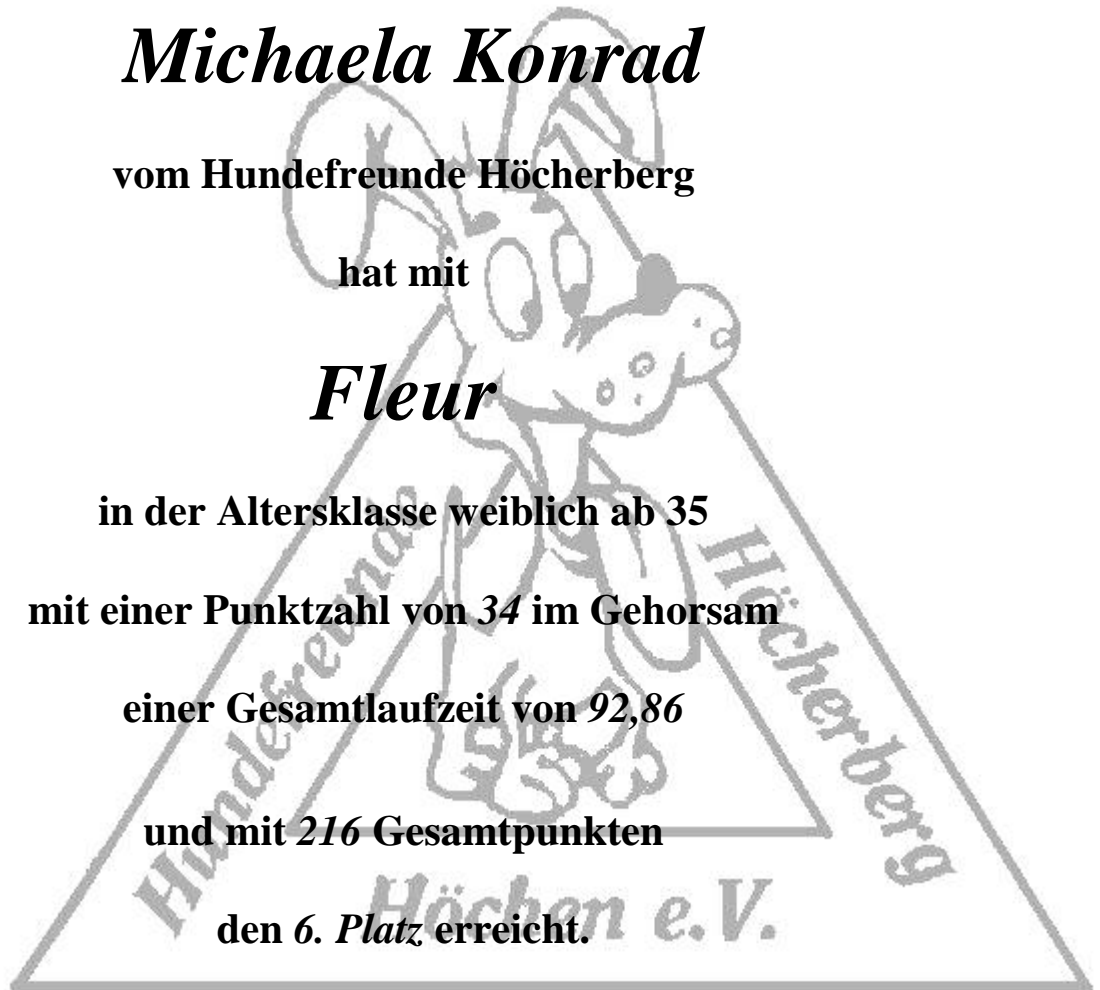 Michaela Konrad
vom Hundefreunde Höcherberg
hat mit
Fleur
in der Altersklasse weiblich ab 35
mit einer Punktzahl von 34 im Gehorsam
einer Gesamtlaufzeit von 92,86
und mit 216 Gesamtpunkten
den 6. Platz erreicht.
Hundefreunde
Höcherberg
Höchen e.V.